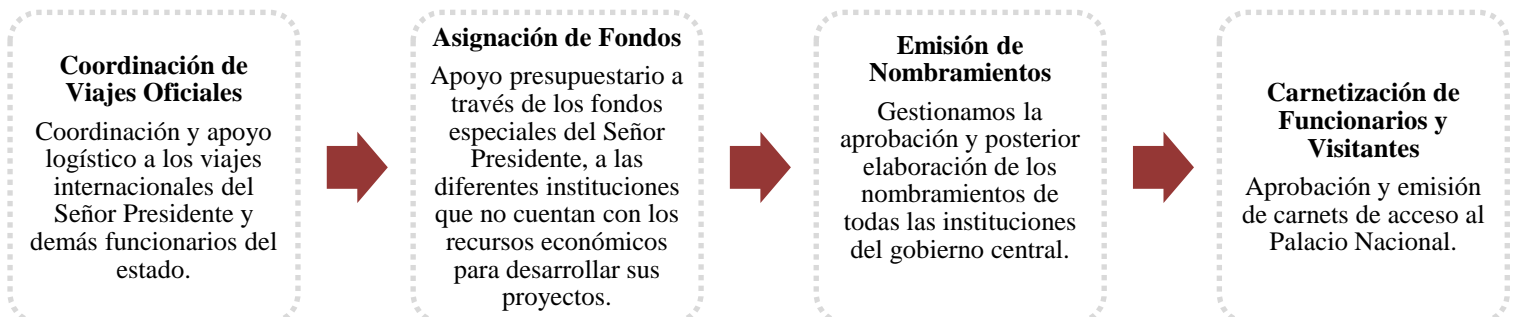 Coordinación de
Viajes Oficiales
Coordinación y apoyo
logístico a los viajes
internacionales del
Señor Presidente y
demás funcionarios del
estado.
Asignación de Fondos
Apoyo presupuestario a
través de los fondos
especiales del Señor
Presidente, a las
diferentes instituciones
que no cuentan con los
recursos económicos
para desarrollar sus
proyectos.
Emisión de
Nombramientos
Gestionamos la
aprobación y posterior
elaboración de los
nombramientos de
todas las instituciones
del gobierno central.
Carnetización de
Funcionarios y
Visitantes
Aprobación y emisión
de carnets de acceso al
Palacio Nacional.